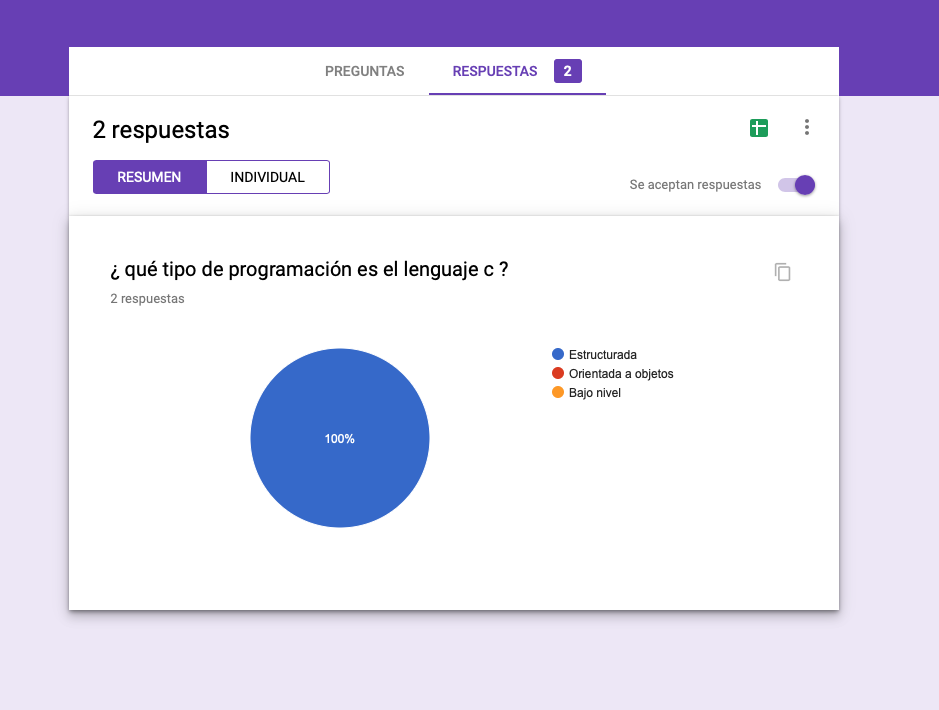 PREGUNTAS RESPUESTAS 2
2 respuestas
RESUMEN INDIVIDUAL
Se aceptan respuestas
¿ qué tipo de programación es el lenguaje c ?
2 respuestas
Estructurada
Orientada a objetos
Bajo nivel
100%